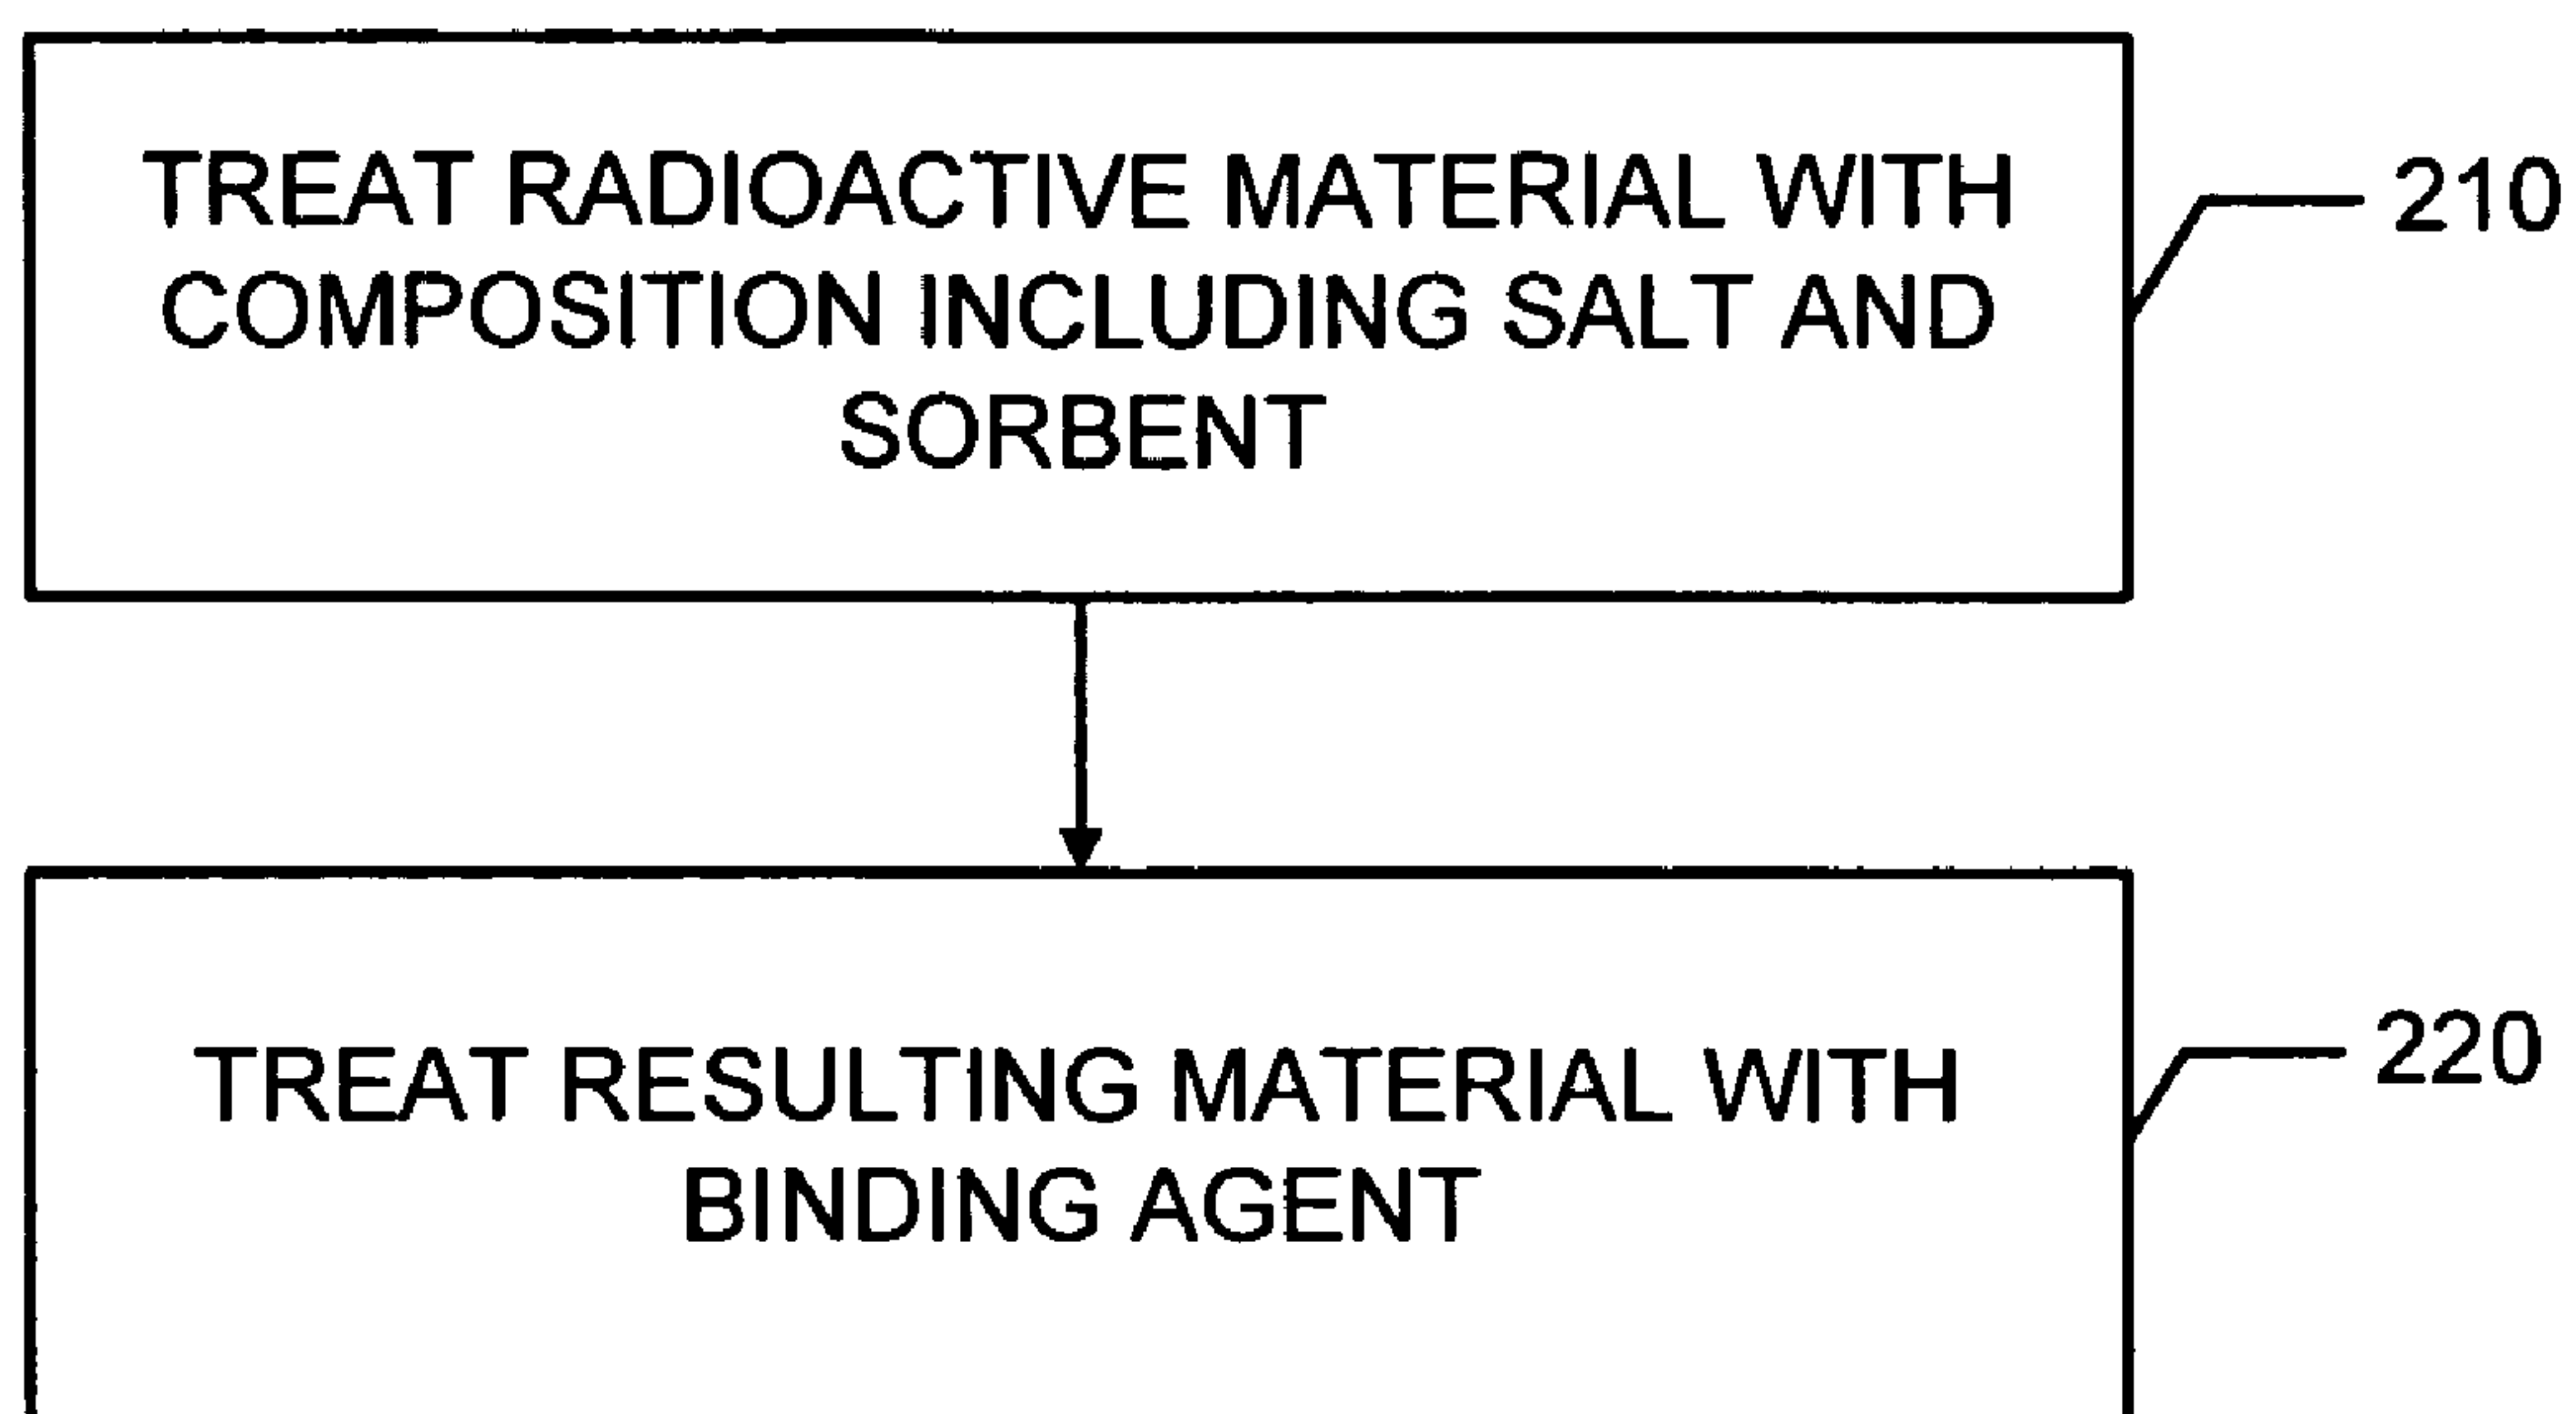 TREAT RADIOACTIVE MATERIAL WITH
COMPOSITION INCLUDING SALT AND
SORBENT
210
TREAT RESULTING MATERIAL WITH
BINDING AGENT
220